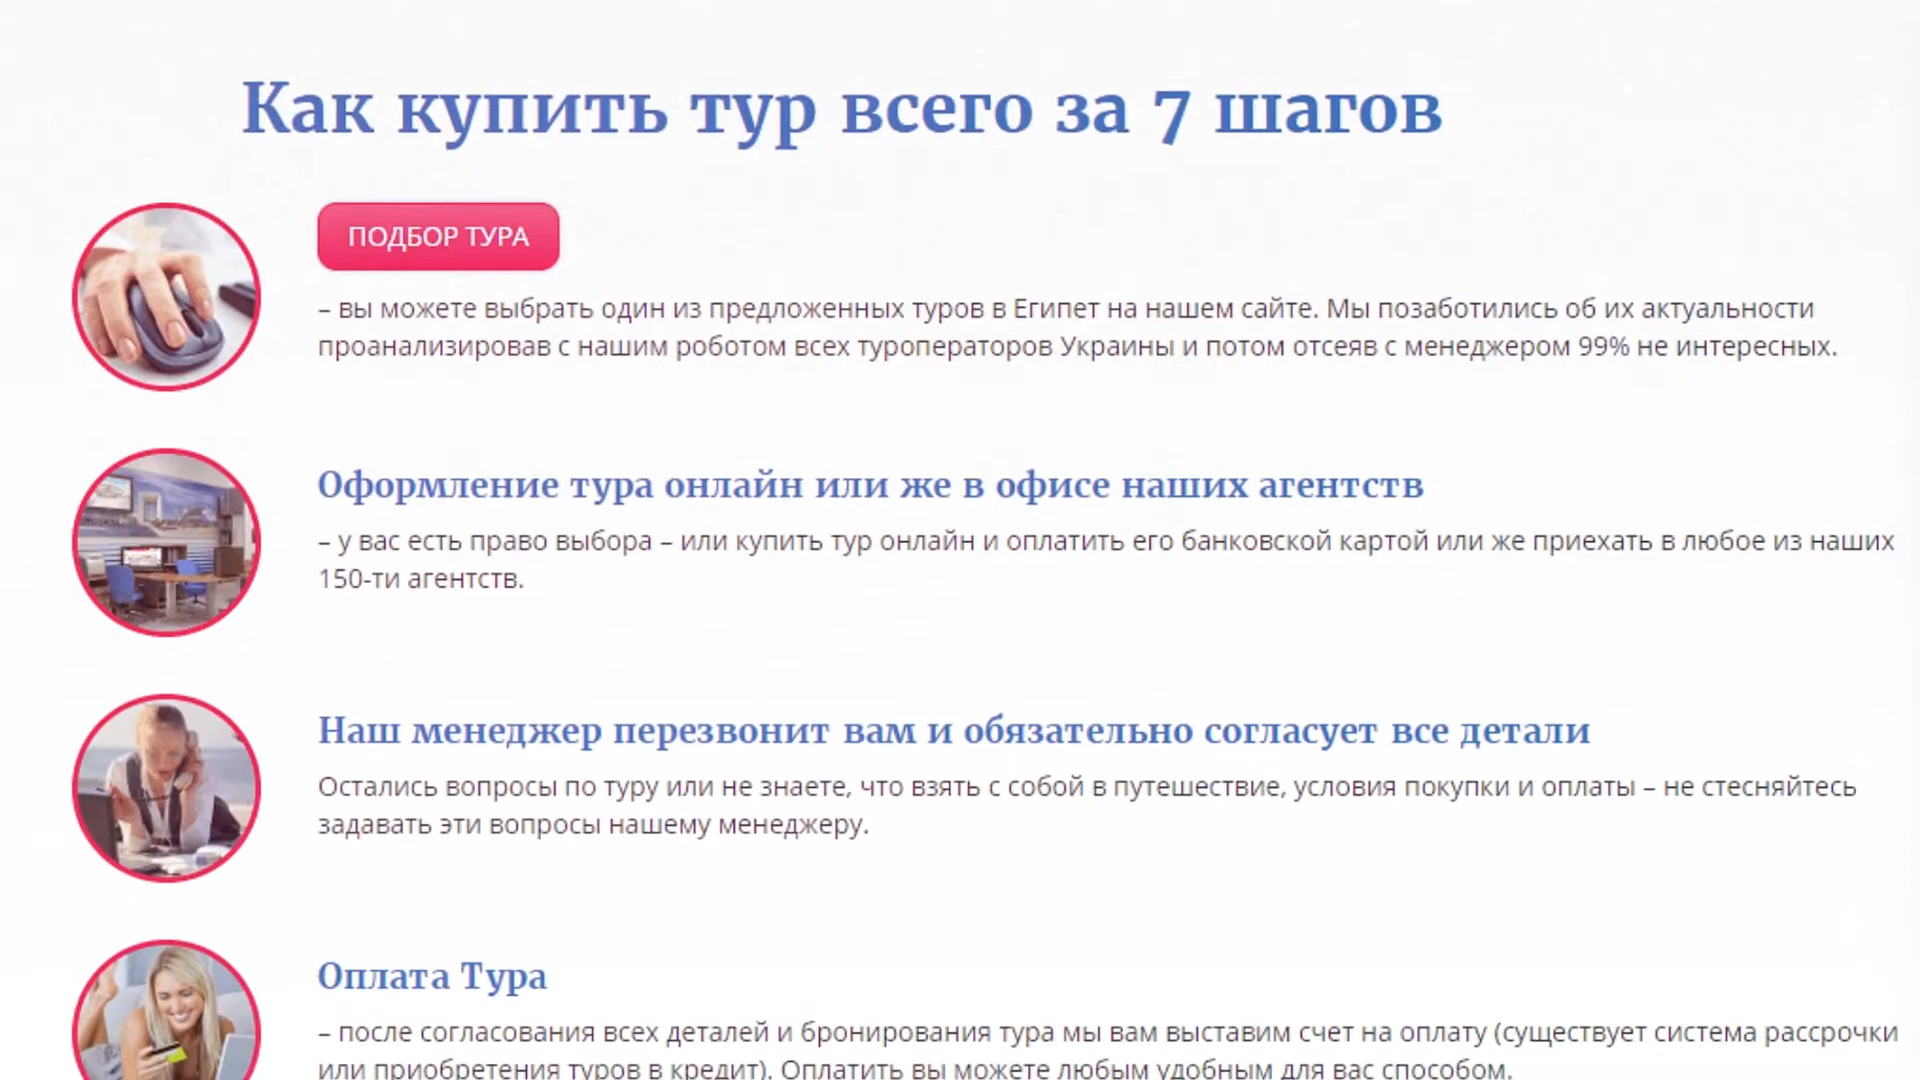 Как купить тур всего за 7 шагов
ПОДБОР ТУРА
– вы можете выбрать один из предложенных туров в Египет на нашем сайте. Мы позаботились об их актуальности
проанализировав с нашим роботом всех туроператоров Украины и потом отсеяв с менеджером 99% не интересных.
Оформление тура онлайн или же в офисе наших агентств
– у вас есть право выбора – или купить тур онлайн и оплатить его банковской картой или же приехать в любое из наших
150-ти агентств.
Наш менеджер перезвонит вам и обязательно согласует все детали
Остались вопросы по туру или не знаете, что взять с собой в путешествие, условия покупки и оплаты – не стесняйтесь
задавать эти вопросы нашему менеджеру.
Оплата Тура
– после согласования всех деталей и бронирования тура мы вам выставим счет на оплату (существует система рассрочки
или приобретения туров в кредит). Оплатить вы можете любым удобным для вас способом.